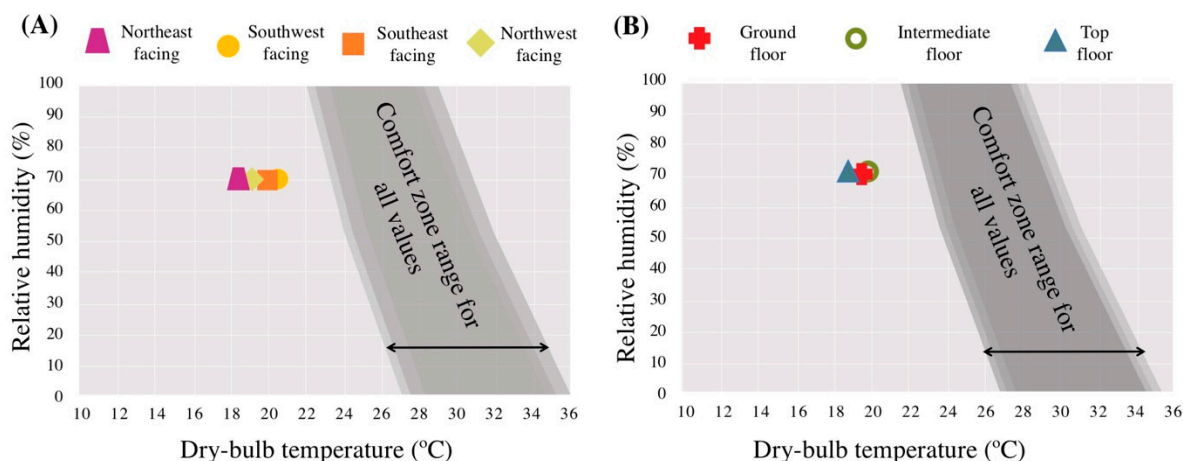 (A)
Northeast
facing
Southwest
facing
Southeast
facing
Northwest
facing
Relative humidity (%)
100
90
80
70
60
50
40
30
20
10
0
Comfort zone range for
all values
10 12 14 16 18 20 22 24 26 28 30 32 34 36
Dry-bulb temperature (ºC)
(B)
Ground
floor
Intermediate
floor
Top
floor
Relative humidity (%)
100
90
80
70
60
50
40
30
20
10
0
Comfort zone range for
all values
10 12 14 16 18 20 22 24 26 28 30 32 34 36
Dry-bulb temperature (ºC)